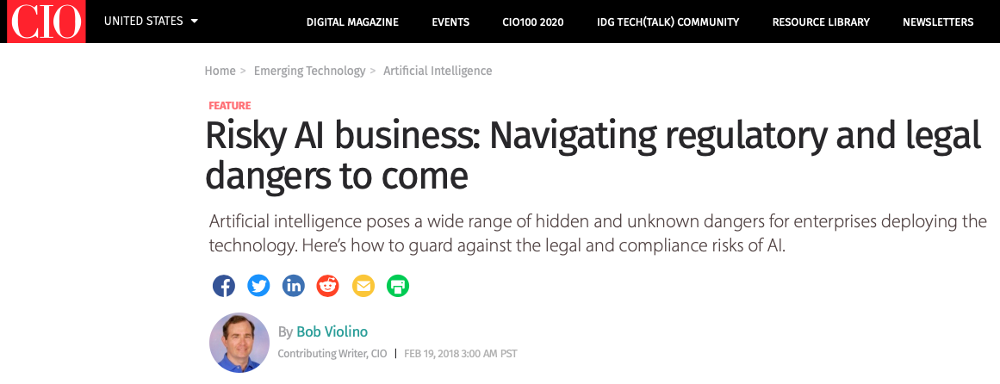 CIO
UNITED STATES
DIGITAL MAGAZINE
EVENTS
CIO100 2020
IDG TECH(TALK) COMMUNITY
RESOURCE LIBRARY
NEWSLETTERS
Home > Emerging Technology > Artificial Intelligence
FEATURE
Risky AI business: Navigating regulatory and legal
dangers to come
Artificial intelligence poses a wide range of hidden and unknown dangers for enterprises deploying the
technology. Here’s how to guard against the legal and compliance risks of AI.
By Bob Violino
Contributing Writer, CIO | FEB 19, 2018 3:00 AM PST